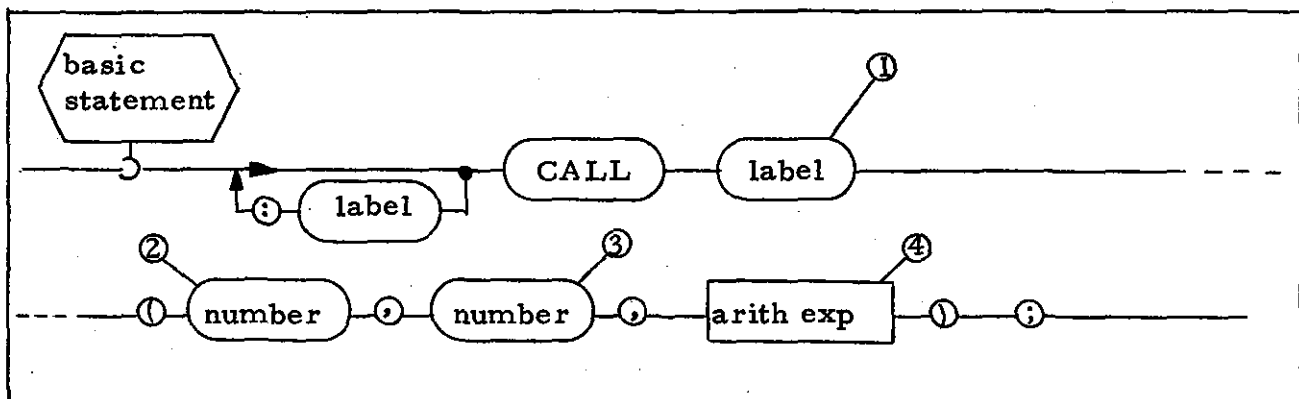 basic
statement
①
CALL label
: label
② ③ ④
( number , number , arith exp ) ;